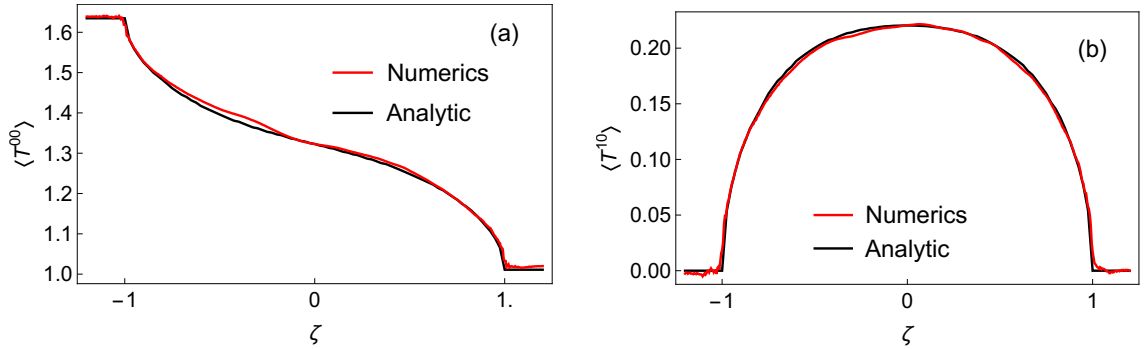 (a)
Numerics
Analytic
⟨T⁰⁰⟩
1.6
1.5
1.4
1.3
1.2
1.1
1.0
−1
0
1.
ζ
(b)
Numerics
Analytic
⟨T¹⁰⟩
0.20
0.15
0.10
0.05
0.00
−1
0
1
ζ